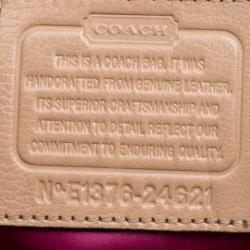 COACH
THIS IS A COACH BAG. IT WAS
HANDCRAFTED FROM GENUINE LEATHER.
ITS SUPERIOR CRAFTSMANSHIP AND
ATTENTION TO DETAIL REFLECT OUR
COMMITMENT TO ENDURING QUALITY.
No E1376-24621